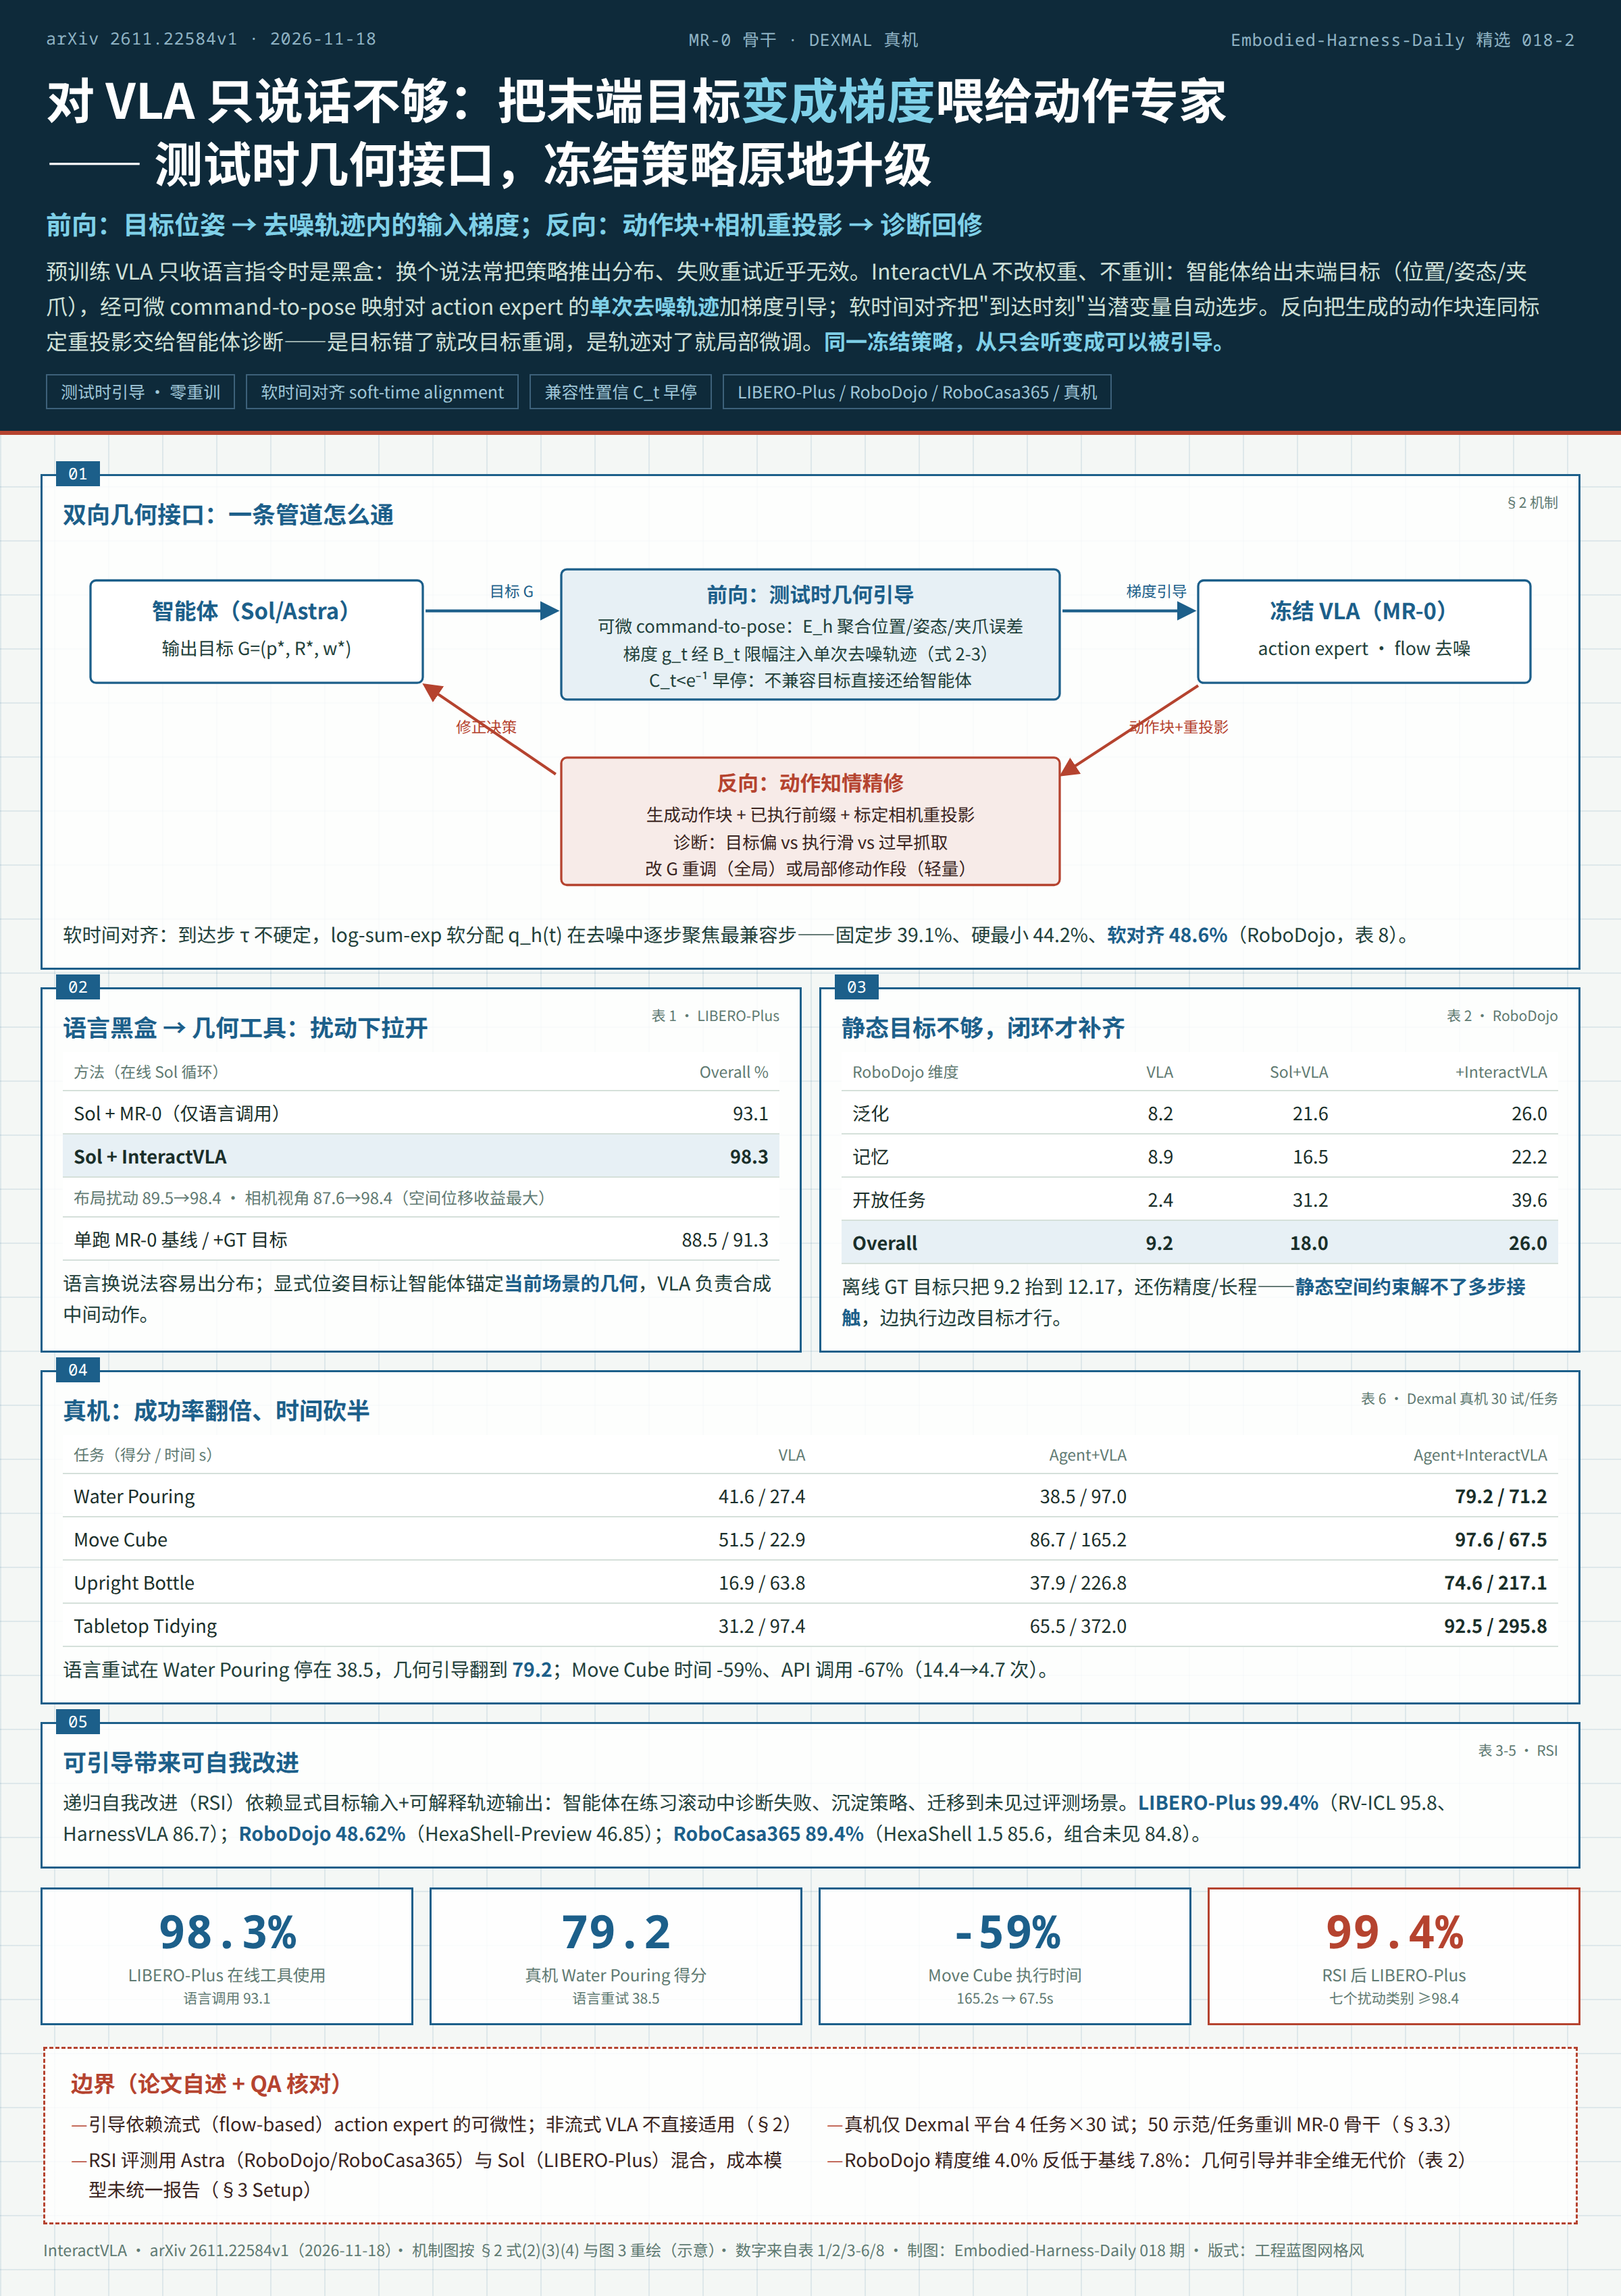 arXiv 2611.22584v1 · 2026-11-18
MR-0 骨干 · DEXMAL 真机
Embodied-Harness-Daily 精选 018-2
对 VLA 只说话不够：把末端目标变成梯度喂给动作专家
—— 测试时几何接口，冻结策略原地升级
前向：目标位姿 → 去噪轨迹内的输入梯度；反向：动作块+相机重投影 → 诊断回修
预训练 VLA 只收语言指令时是黑盒：换个说法常把策略推出分布、失败重试近乎无效。InteractVLA 不改权重、不重训：智能体给出末端目标（位置/姿态/夹
爪），经可微 command-to-pose 映射对 action expert 的单次去噪轨迹加梯度引导；软时间对齐把"到达时刻"当潜变量自动选步。反向把生成的动作块连同标
定重投影交给智能体诊断——是目标错了就改目标重调，是轨迹对了就局部微调。同一冻结策略，从只会听变成可以被引导。
测试时引导 · 零重训
软时间对齐 soft-time alignment
兼容性置信 C_t 早停
LIBERO-Plus / RoboDojo / RoboCasa365 / 真机
01
双向几何接口：一条管道怎么通
§2 机制
智能体（Sol/Astra）
输出目标 G=(p*, R*, w*)
目标 G
前向：测试时几何引导
可微 command-to-pose：E_h 聚合位置/姿态/夹爪误差
梯度 g_t 经 B_t 限幅注入单次去噪轨迹（式 2-3）
C_t<e⁻¹ 早停：不兼容目标直接还给智能体
梯度引导
冻结 VLA（MR-0）
action expert · flow 去噪
修正决策
动作块+重投影
反向：动作知情精修
生成动作块 + 已执行前缀 + 标定相机重投影
诊断：目标偏 vs 执行滑 vs 过早抓取
改 G 重调（全局）或局部修动作段（轻量）
软时间对齐：到达步 τ 不硬定，log-sum-exp 软分配 q_h(t) 在去噪中逐步聚焦最兼容步——固定步 39.1%、硬最小 44.2%、软对齐 48.6%（RoboDojo，表 8）。
02
语言黑盒 → 几何工具：扰动下拉开
表 1 · LIBERO-Plus
方法（在线 Sol 循环） Overall %
Sol + MR-0（仅语言调用） 93.1
Sol + InteractVLA 98.3
布局扰动 89.5→98.4 · 相机视角 87.6→98.4（空间位移收益最大）
单跑 MR-0 基线 / +GT 目标 88.5 / 91.3
语言换说法容易出分布；显式位姿目标让智能体锚定当前场景的几何，VLA 负责合成
中间动作。
03
静态目标不够，闭环才补齐
表 2 · RoboDojo
RoboDojo 维度 VLA Sol+VLA +InteractVLA
泛化 8.2 21.6 26.0
记忆 8.9 16.5 22.2
开放任务 2.4 31.2 39.6
Overall 9.2 18.0 26.0
离线 GT 目标只把 9.2 抬到 12.17，还伤精度/长程——静态空间约束解不了多步接
触，边执行边改目标才行。
04
真机：成功率翻倍、时间砍半
表 6 · Dexmal 真机 30 试/任务
任务（得分 / 时间 s） VLA Agent+VLA Agent+InteractVLA
Water Pouring 41.6 / 27.4 38.5 / 97.0 79.2 / 71.2
Move Cube 51.5 / 22.9 86.7 / 165.2 97.6 / 67.5
Upright Bottle 16.9 / 63.8 37.9 / 226.8 74.6 / 217.1
Tabletop Tidying 31.2 / 97.4 65.5 / 372.0 92.5 / 295.8
语言重试在 Water Pouring 停在 38.5，几何引导翻到 79.2；Move Cube 时间 -59%、API 调用 -67%（14.4→4.7 次）。
05
可引导带来可自我改进
表 3-5 · RSI
递归自我改进（RSI）依赖显式目标输入+可解释轨迹输出：智能体在练习滚动中诊断失败、沉淀策略、迁移到未见过评测场景。LIBERO-Plus 99.4%（RV-ICL 95.8、
HarnessVLA 86.7）；RoboDojo 48.62%（HexaShell-Preview 46.85）；RoboCasa365 89.4%（HexaShell 1.5 85.6，组合未见 84.8）。
98.3%
LIBERO-Plus 在线工具使用
语言调用 93.1
79.2
真机 Water Pouring 得分
语言重试 38.5
-59%
Move Cube 执行时间
165.2s → 67.5s
99.4%
RSI 后 LIBERO-Plus
七个扰动类别 ≥98.4
边界（论文自述 + QA 核对）
—引导依赖流式（flow-based）action expert 的可微性；非流式 VLA 不直接适用（§2）
—真机仅 Dexmal 平台 4 任务×30 试；50 示范/任务重训 MR-0 骨干（§3.3）
—RSI 评测用 Astra（RoboDojo/RoboCasa365）与 Sol（LIBERO-Plus）混合，成本模
型未统一报告（§3 Setup）
—RoboDojo 精度维 4.0% 反低于基线 7.8%：几何引导并非全维无代价（表 2）
InteractVLA · arXiv 2611.22584v1（2026-11-18）· 机制图按 §2 式(2)(3)(4) 与图 3 重绘（示意）· 数字来自表 1/2/3-6/8 · 制图：Embodied-Harness-Daily 018 期 · 版式：工程蓝图网格风